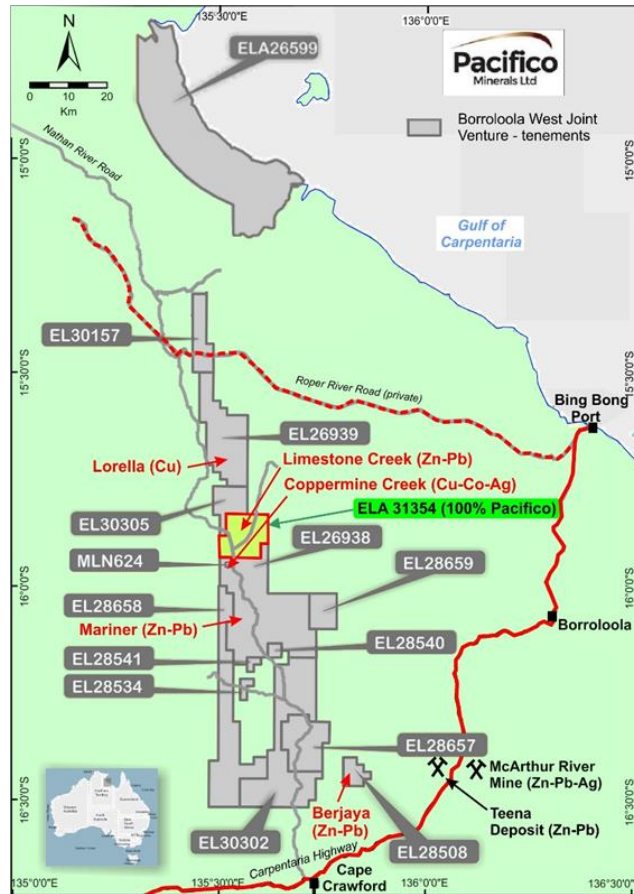 135°0'0"E
135°30'0"E
136°0'0"E
N
0
10
20
Km
ELA26599
Pacifico
Minerals Ltd
Borroloola West Joint
Venture - tenements
Nathan River Road
15°0'0"S
15°0'0"S
Gulf of
Carpentaria
EL30157
15°30'0"S
15°30'0"S
Roper River Road (private)
Bing Bong
Port
EL26939
Lorella (Cu)
Limestone Creek (Zn-Pb)
Coppermine Creek (Cu-Co-Ag)
EL30305
ELA 31354 (100% Pacifico)
EL26938
MLN624
EL28659
16°0'0"S
16°0'0"S
EL28658
Borroloola
Mariner (Zn-Pb)
EL28540
EL28541
EL28534
EL28657
McArthur River
Mine (Zn-Pb-Ag)
16°30'0"S
16°30'0"S
Berjaya
(Zn-Pb)
Teena
Deposit (Zn-Pb)
EL30302
EL28508
Carpentaria Highway
Cape
Crawford
135°0'0"E
135°30'0"E
136°0'0"E
136°30'0"E